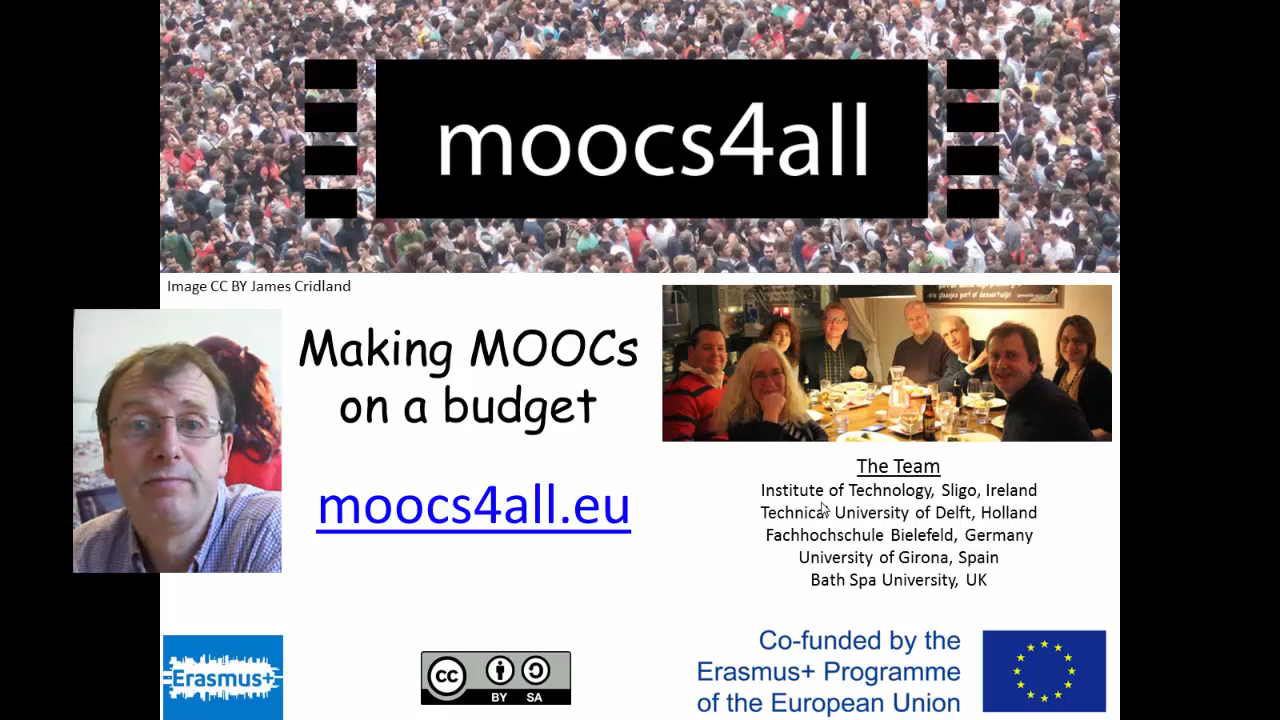 moocs4all
Image CC BY James Cridland
Making MOOCs
on a budget
moocs4all.eu
The Team
Institute of Technology, Sligo, Ireland
Technical University of Delft, Holland
Fachhochschule Bielefeld, Germany
University of Girona, Spain
Bath Spa University, UK
Erasmus+
cc
BY SA
Co-funded by the
Erasmus+ Programme
of the European Union